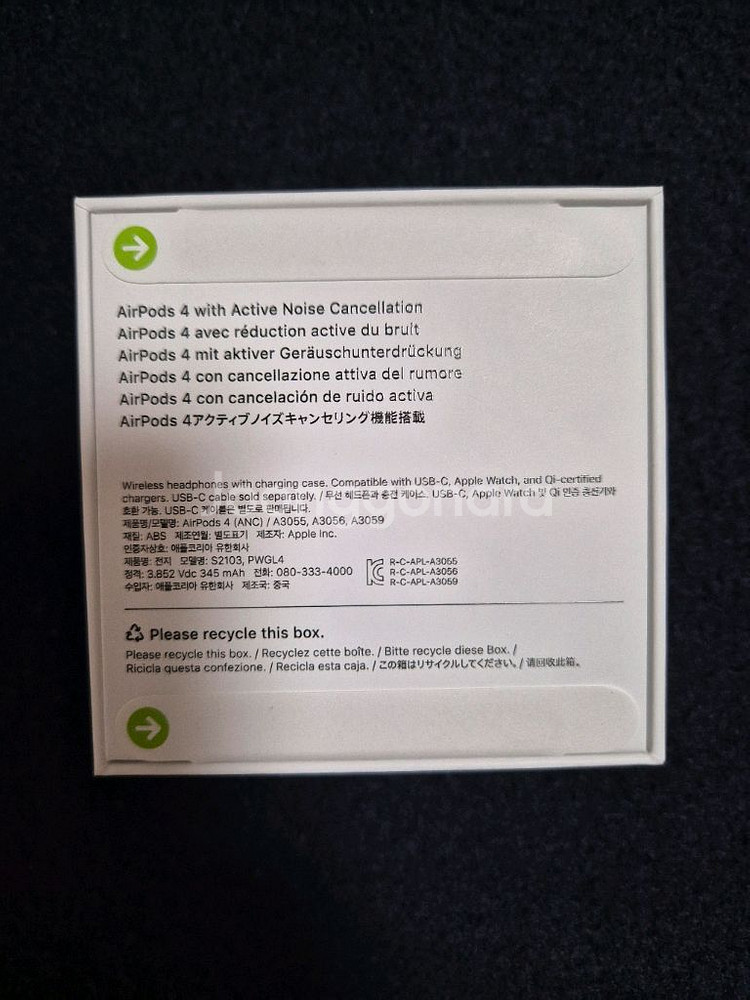 AirPods 4 with Active Noise Cancellation
AirPods 4 avec réduction active du bruit
AirPods 4 mit aktiver Geräuschunterdrückung
AirPods 4 con cancellazione attiva del rumore
AirPods 4 con cancelación de ruido activa
AirPods 4アクティブノイズキャンセリング機能搭載
Wireless headphones with charging case. Compatible with USB-C, Apple Watch, and Qi-certified
chargers. USB-C cable sold separately. / 무선 헤드폰과 충전 케이스. USB-C, Apple Watch 및 Qi 인증 충전기와
호환 가능. USB-C 케이블은 별도로 판매됩니다.
제품명/모델명: AirPods 4 (ANC) / A3055, A3056, A3059
재질: ABS 제조연월: 별도표기 제조자: Apple Inc.
인증자상호: 애플코리아 유한회사
제품명: 전지 모델명: S2103, PWGL4
정격: 3.852 Vdc 345 mAh 전화: 080-333-4000
수입자: 애플코리아 유한회사 제조국: 중국
R-C-APL-A3055
R-C-APL-A3056
R-C-APL-A3059
Please recycle this box.
Please recycle this box. / Recyclez cette boîte. / Bitte recycle diese Box. /
Ricicla questa confezione. / Recicla esta caja. / この箱はリサイクルしてください。/ 请回收此箱。